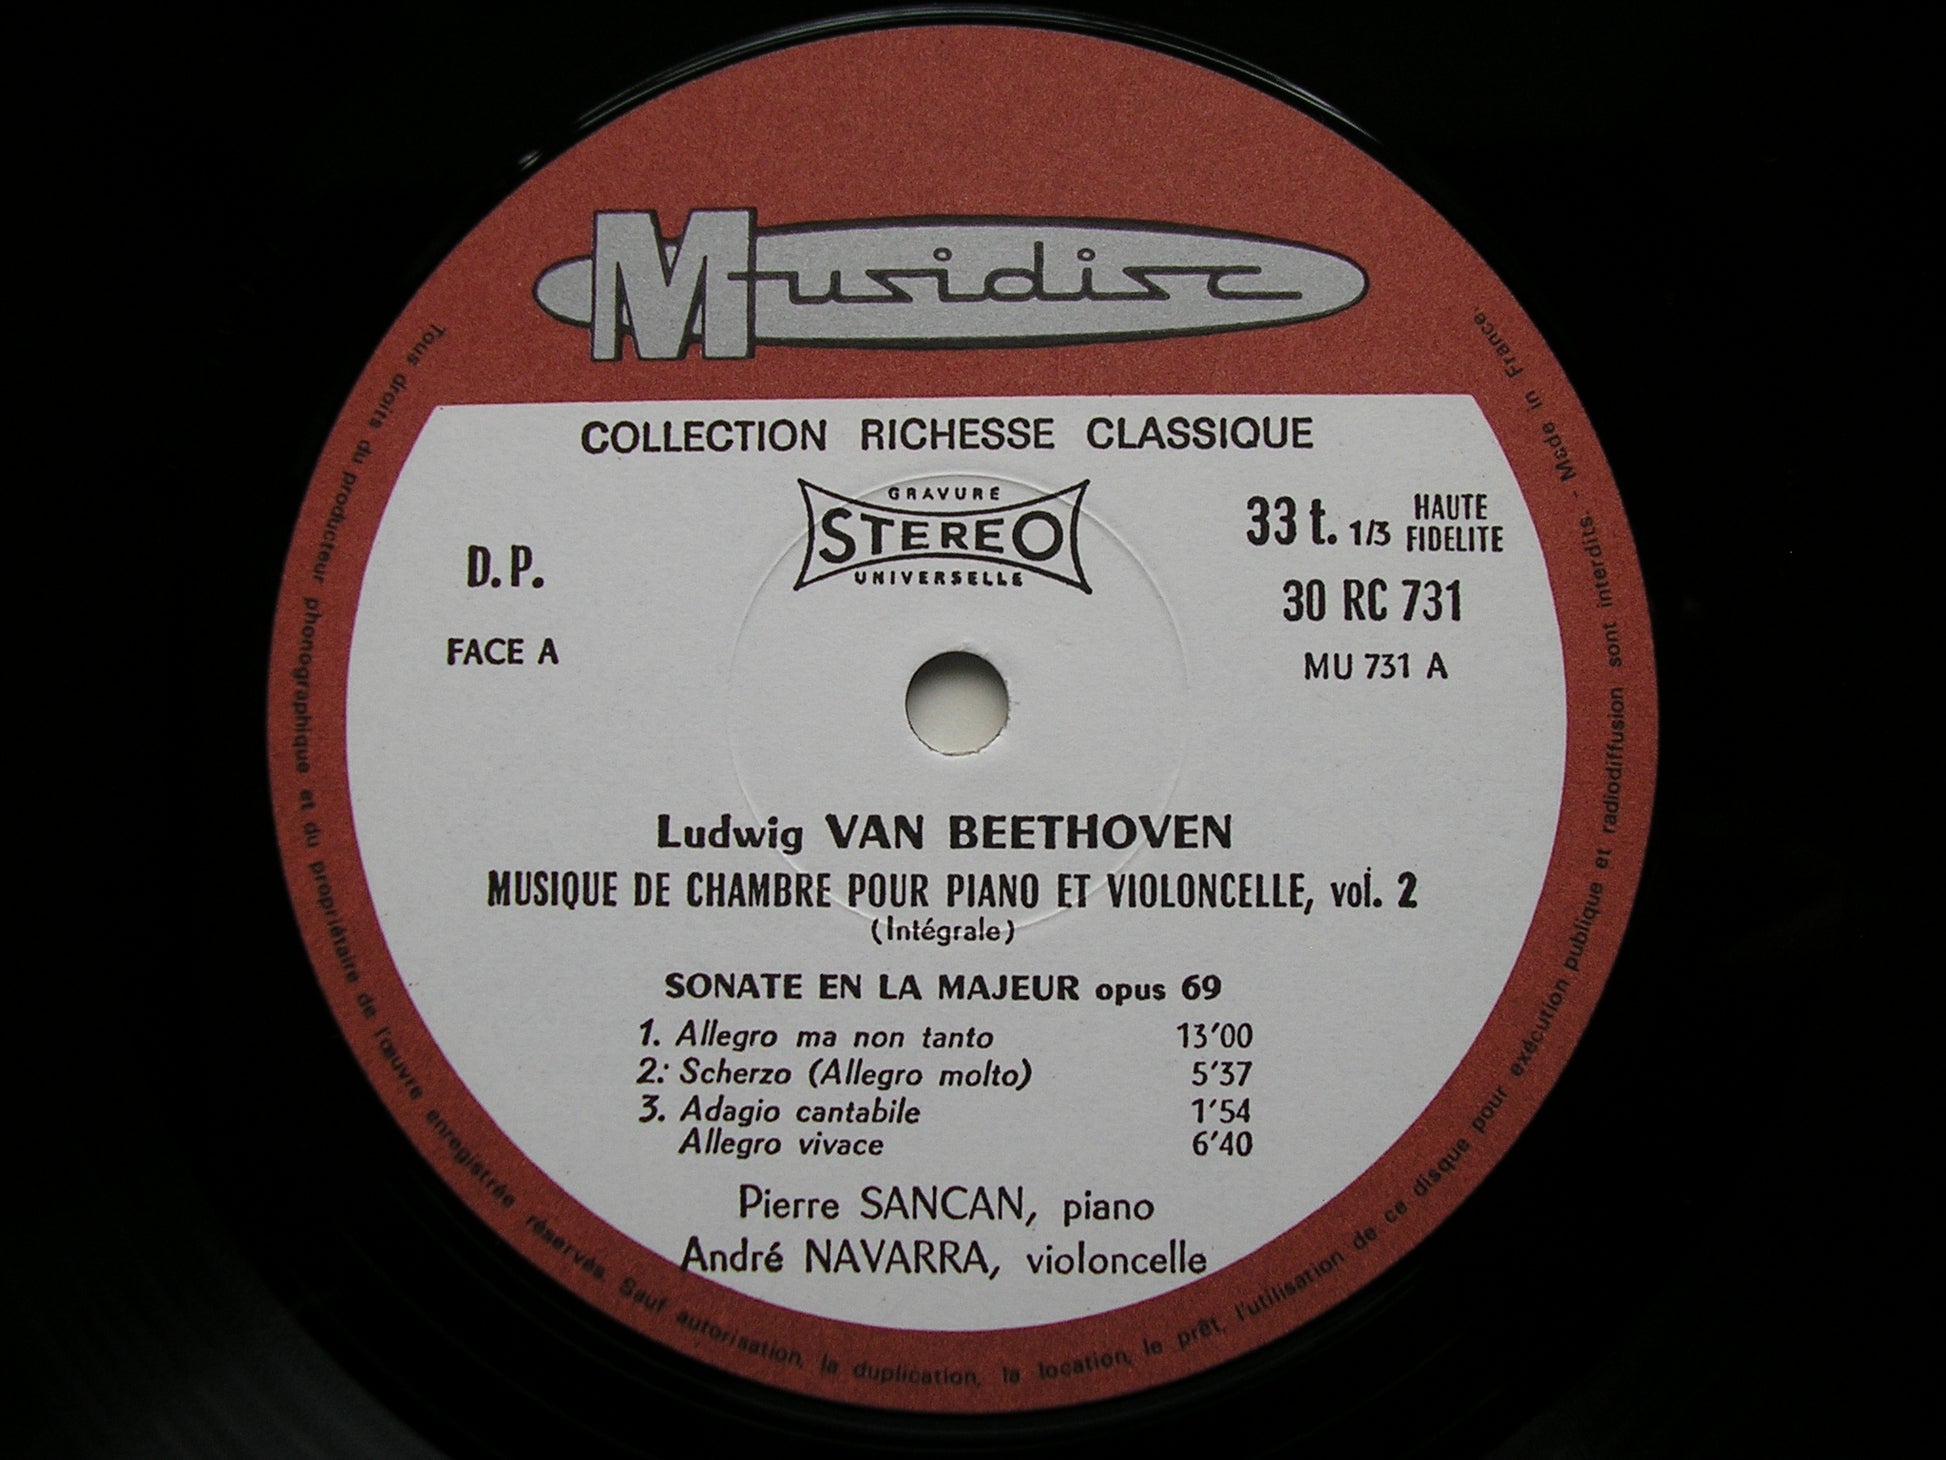 Musidisc
COLLECTION RICHESSE CLASSIQUE
GRAVURE
STEREO
UNIVERSELLE
33 t. 1/3 HAUTE FIDELITE
D.P.
30 RC 731
FACE A
MU 731 A
Ludwig VAN BEETHOVEN
MUSIQUE DE CHAMBRE POUR PIANO ET VIOLONCELLE, vol. 2
(Intégrale)
SONATE EN LA MAJEUR opus 69
1. Allegro ma non tanto 13'00
2: Scherzo (Allegro molto) 5'37
3. Adagio cantabile 1'54
Allegro vivace 6'40
Pierre SANCAN, piano
André NAVARRA, violoncelle
Tous droits du producteur phonographique et du propriétaire de l'œuvre enregistrée réservés. Sauf autorisation, la duplication, la location, le prêt, l'utilisation de ce disque pour exécution publique et radiodiffusion sont interdits. - Made in France.